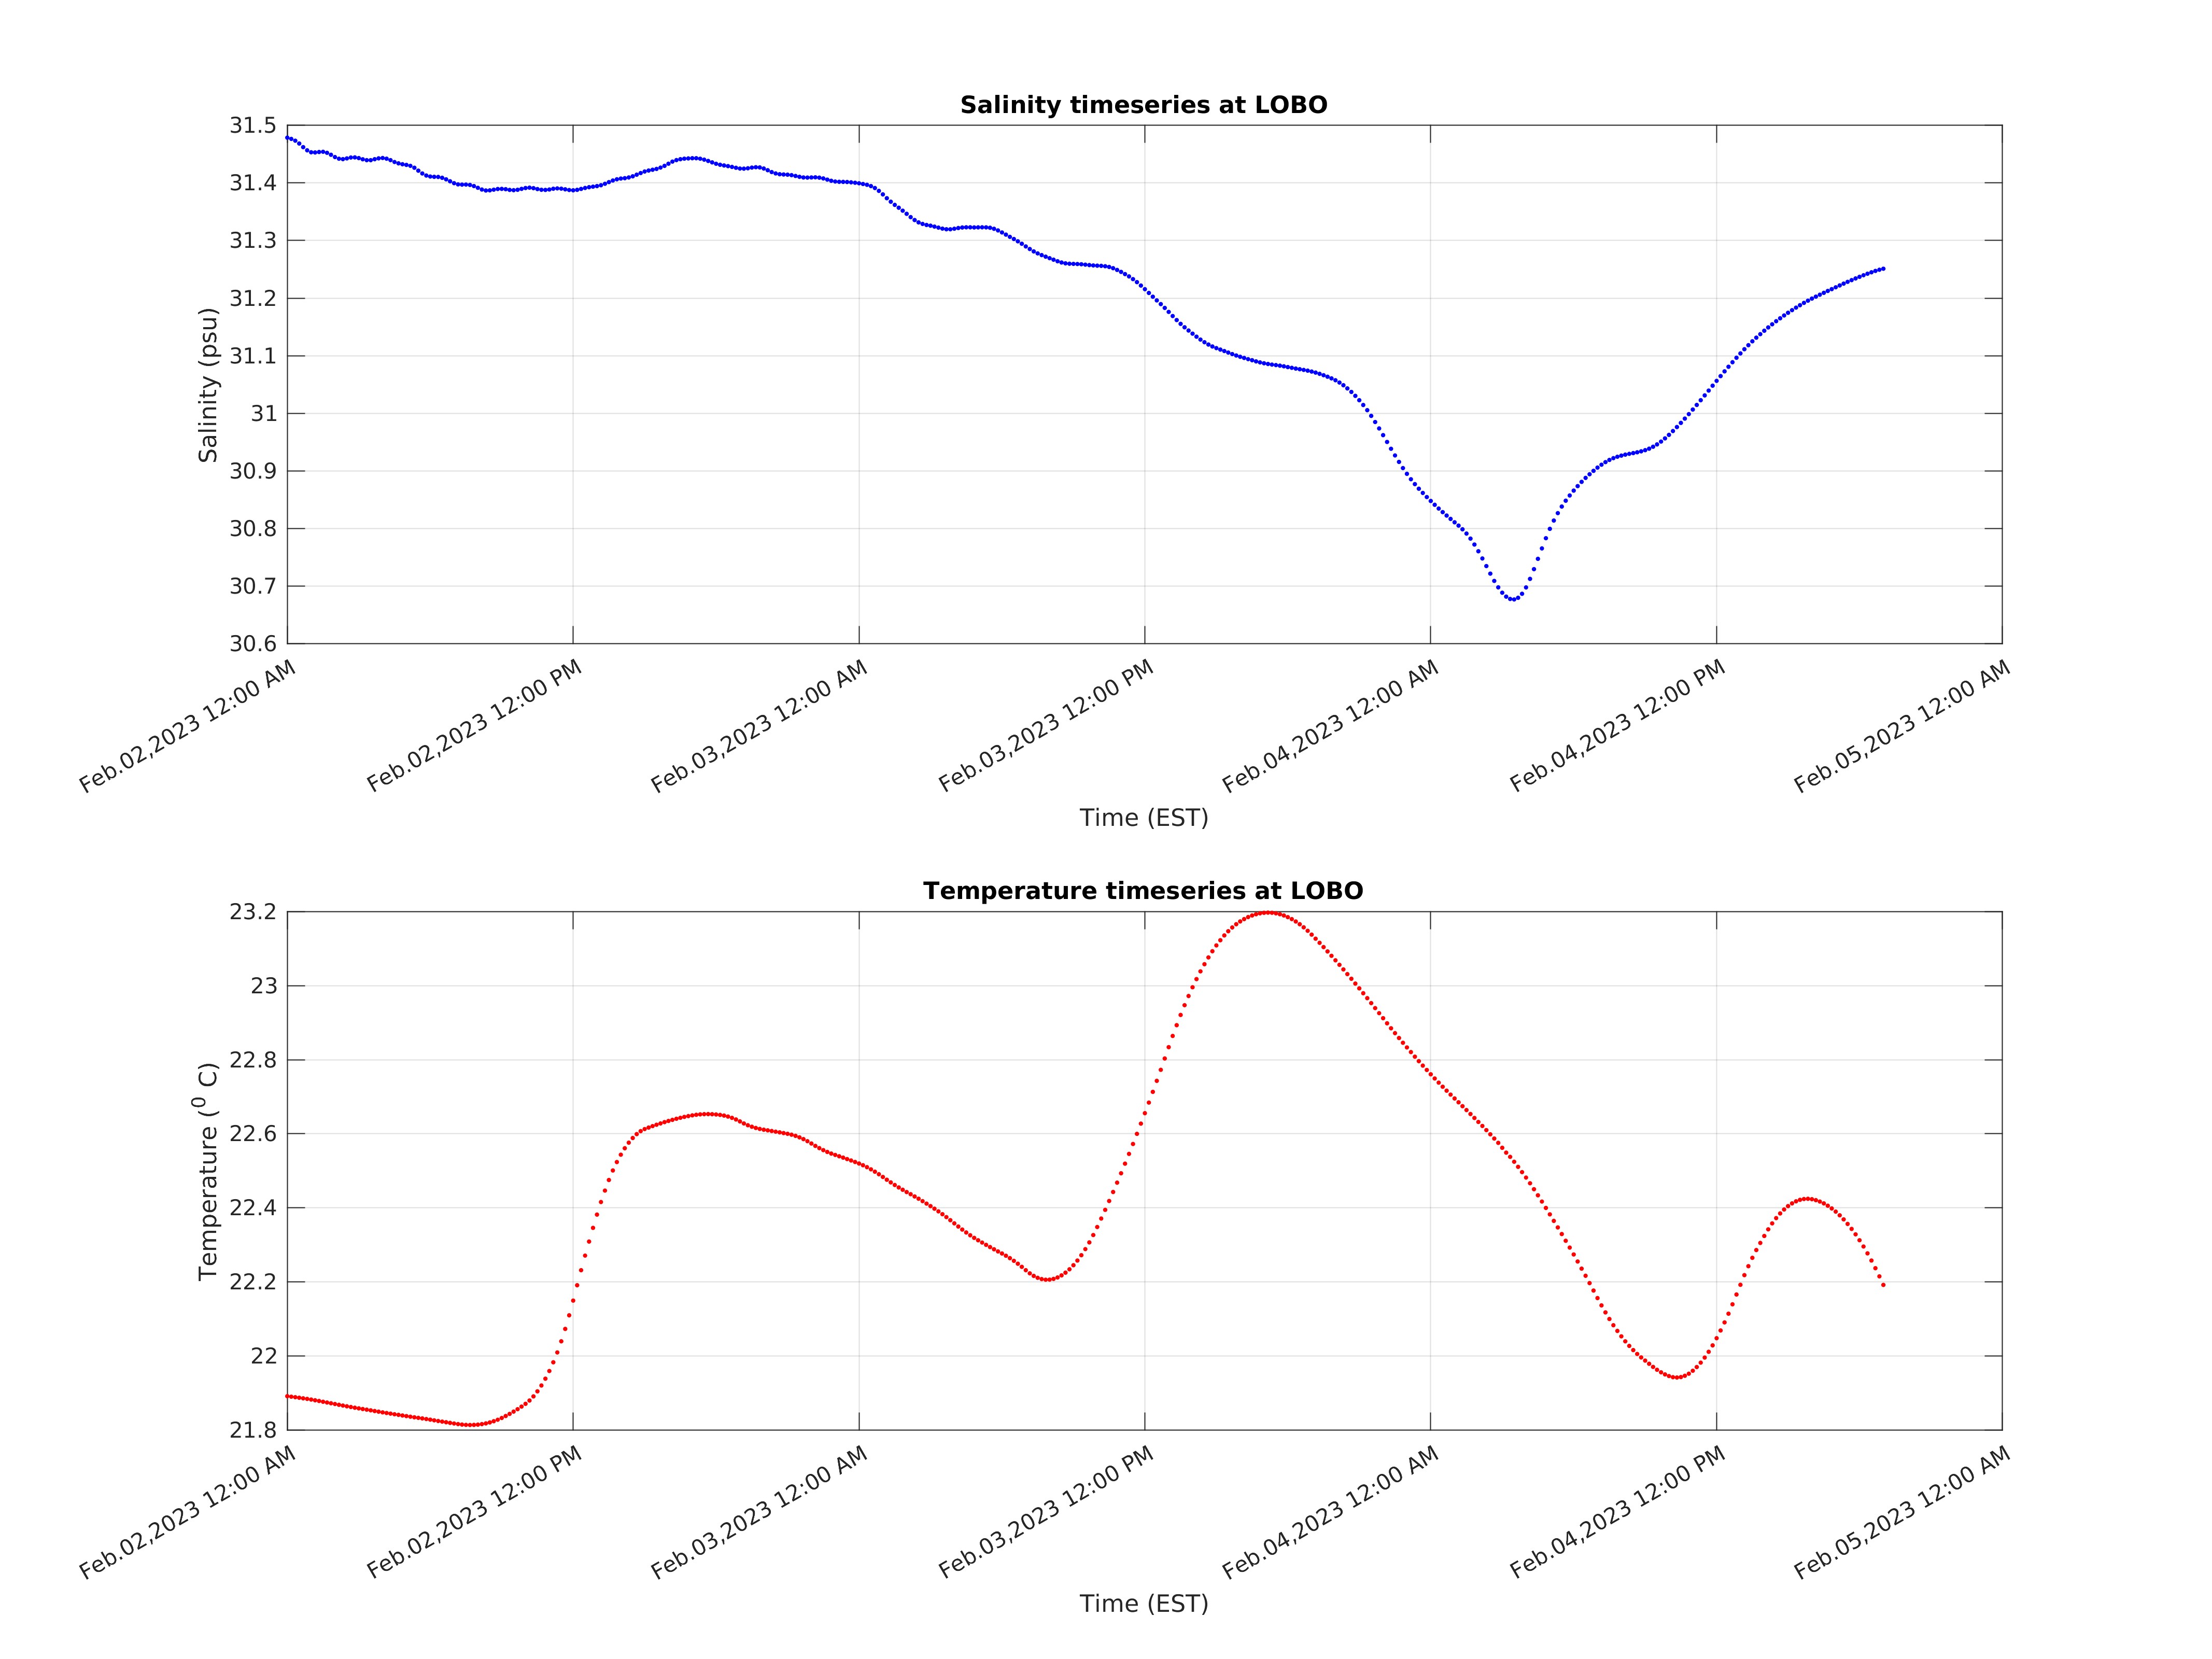 Salinity timeseries at LOBO
31.5
31.4
31.3
31.2
31.1
31
30.9
30.8
30.7
30.6
Salinity (psu)
Feb.02,2023 12:00 AM
Feb.02,2023 12:00 PM
Feb.03,2023 12:00 AM
Feb.03,2023 12:00 PM
Feb.04,2023 12:00 AM
Feb.04,2023 12:00 PM
Feb.05,2023 12:00 AM
Time (EST)
Temperature timeseries at LOBO
23.2
23
22.8
22.6
22.4
22.2
22
21.8
Temperature (⁰ C)
Feb.02,2023 12:00 AM
Feb.02,2023 12:00 PM
Feb.03,2023 12:00 AM
Feb.03,2023 12:00 PM
Feb.04,2023 12:00 AM
Feb.04,2023 12:00 PM
Feb.05,2023 12:00 AM
Time (EST)